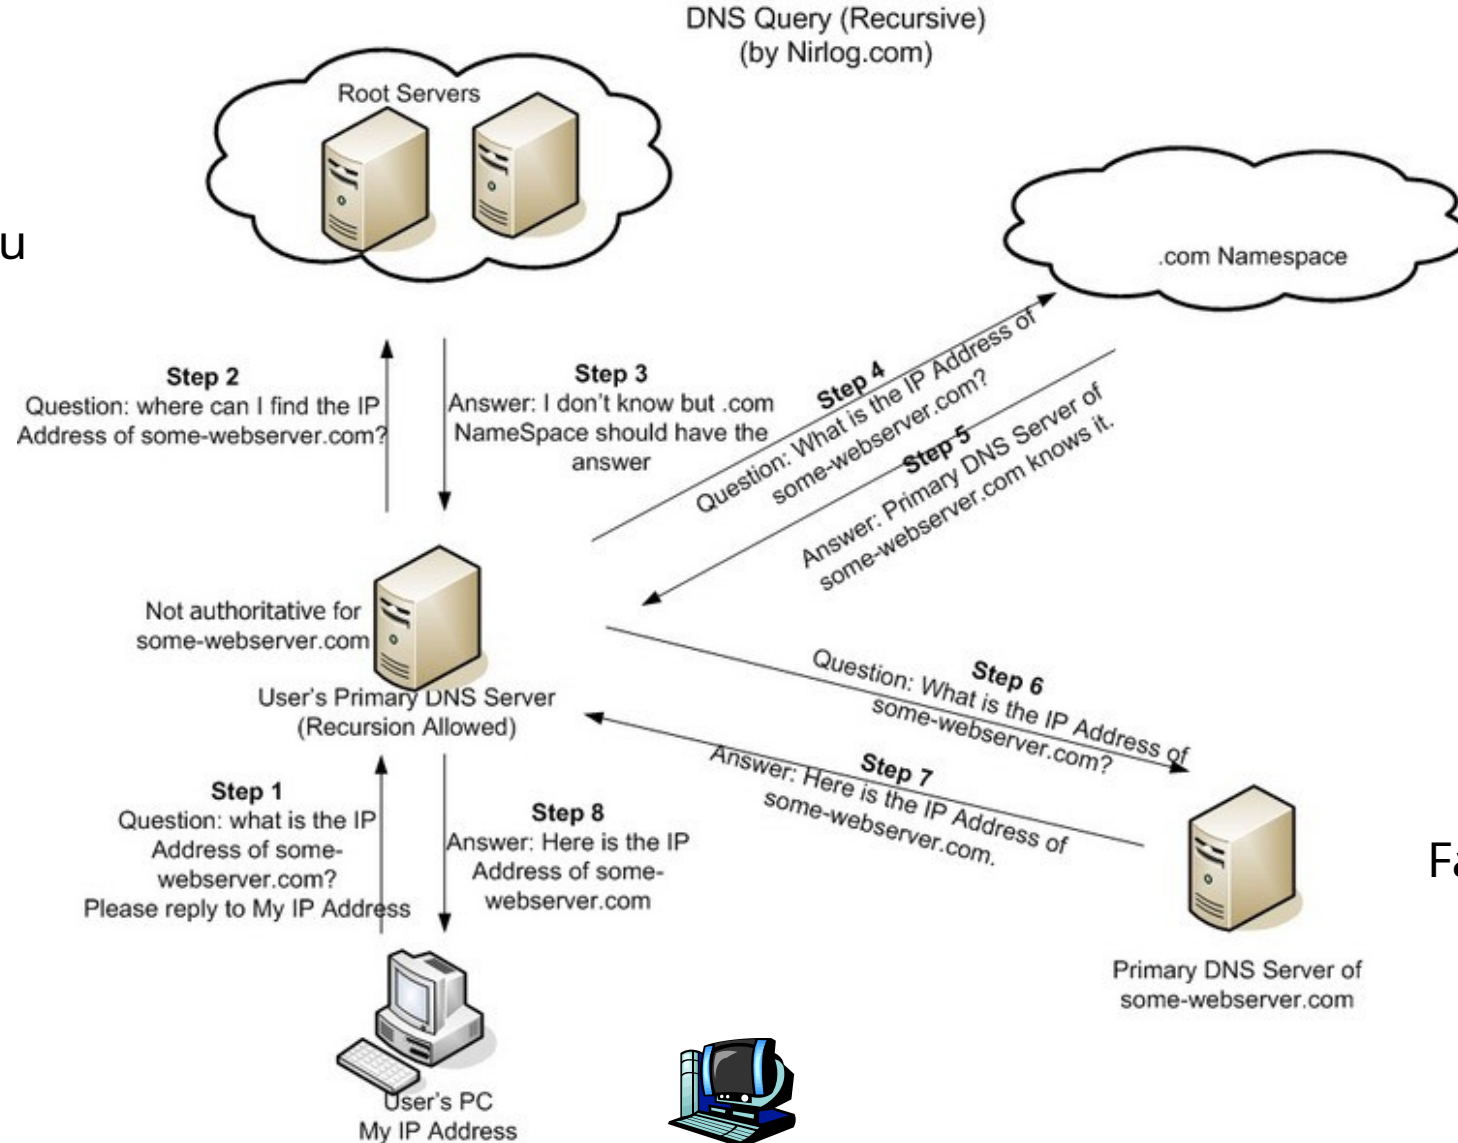 DNS Query (Recursive)
(by Nirlog.com)
Root Servers
.com Namespace
u
Step 2
Question: where can I find the IP
Address of some-webserver.com?
Step 3
Answer: I don't know but .com
NameSpace should have the
answer
Step 4
Question: What is the IP Address of
some-webserver.com?
Step 5
Answer: Primary DNS Server of
some-webserver.com knows it.
Not authoritative for
some-webserver.com
User's Primary DNS Server
(Recursion Allowed)
Step 6
Question: What is the IP Address of
some-webserver.com?
Step 7
Answer: Here is the IP Address of
some-webserver.com.
Step 1
Question: what is the IP
Address of some-
webserver.com?
Please reply to My IP Address
Step 8
Answer: Here is the IP
Address of some-
webserver.com
Fa
Primary DNS Server of
some-webserver.com
User's PC
My IP Address